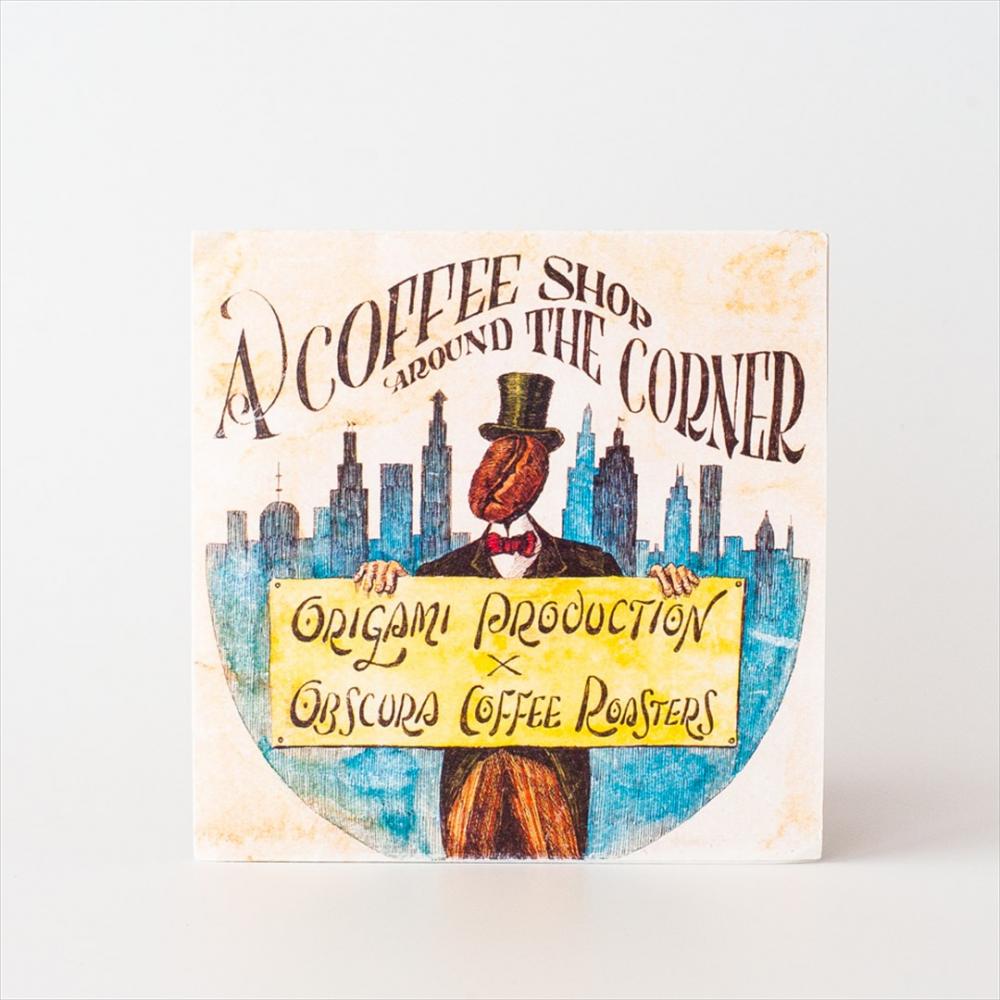 A COFFEE SHOP
AROUND THE CORNER
ORIGAMI PRODUCTION
X
OBSCURA COFFEE ROASTERS